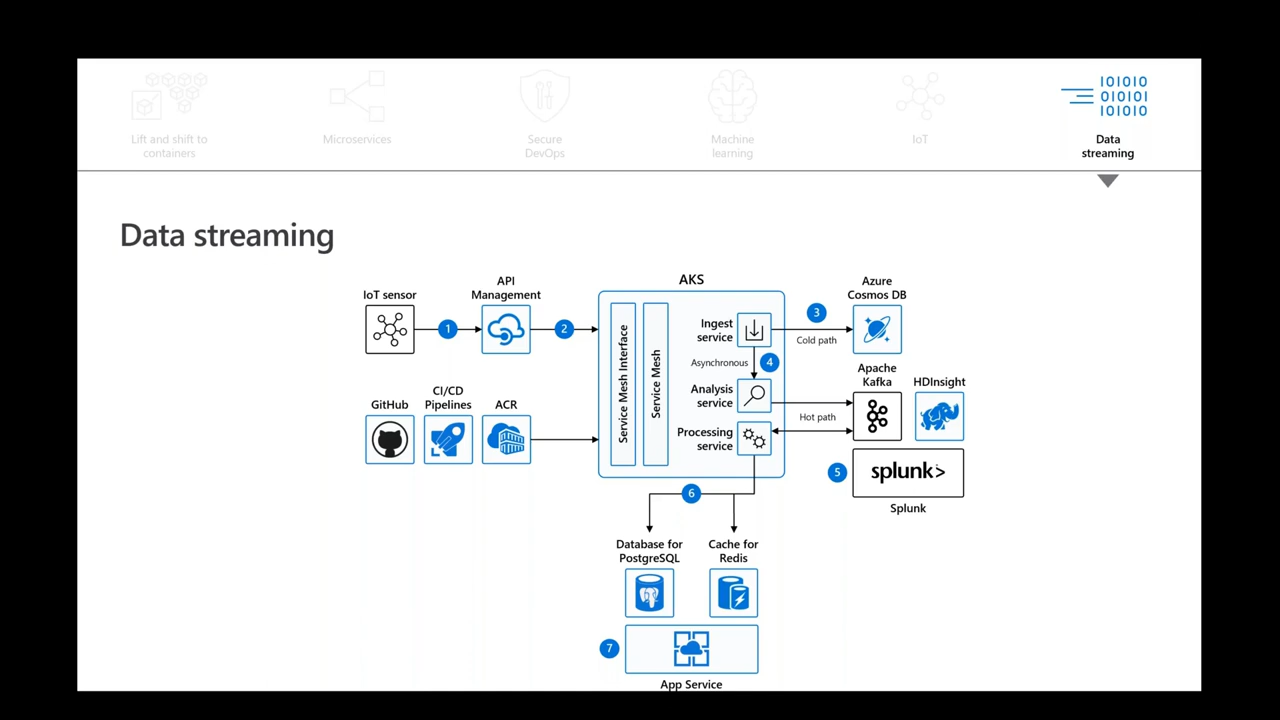 Lift and shift to
containers
Microservices
Secure
DevOps
Machine
learning
IoT
101010
010101
101010
Data
streaming
Data streaming
IoT sensor
API
Management
AKS
Azure
Cosmos DB
1
2
3
Cold path
Ingest
service
Asynchronous
4
Service Mesh Interface
Service Mesh
Analysis
service
Hot path
Processing
service
Apache
Kafka
HDInsight
GitHub
CI/CD
Pipelines
ACR
5
splunk>
Splunk
6
Database for
PostgreSQL
Cache for
Redis
7
App Service